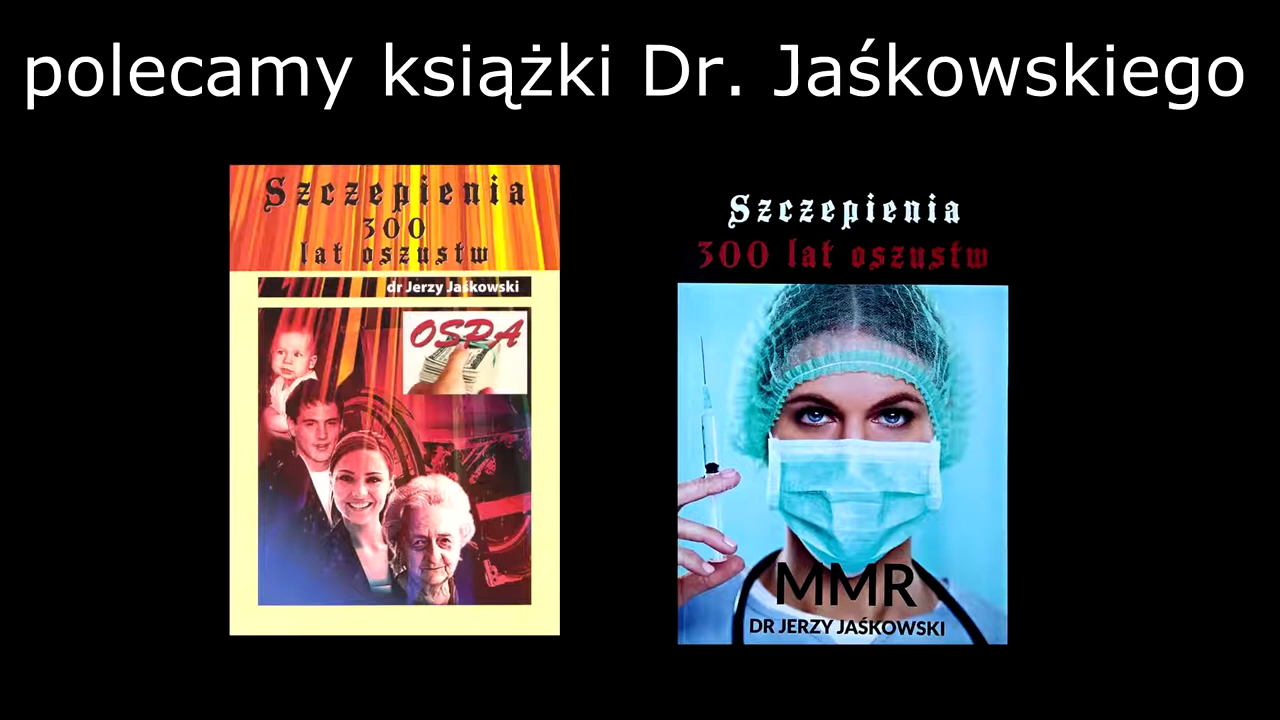 polecamy książki Dr. Jaśkowskiego
Szczepienia
300
lat oszustw
dr Jerzy Jaśkowski
OSPA
Szczepienia
300 lat oszustw
MMR
DR JERZY JAŚKOWSKI